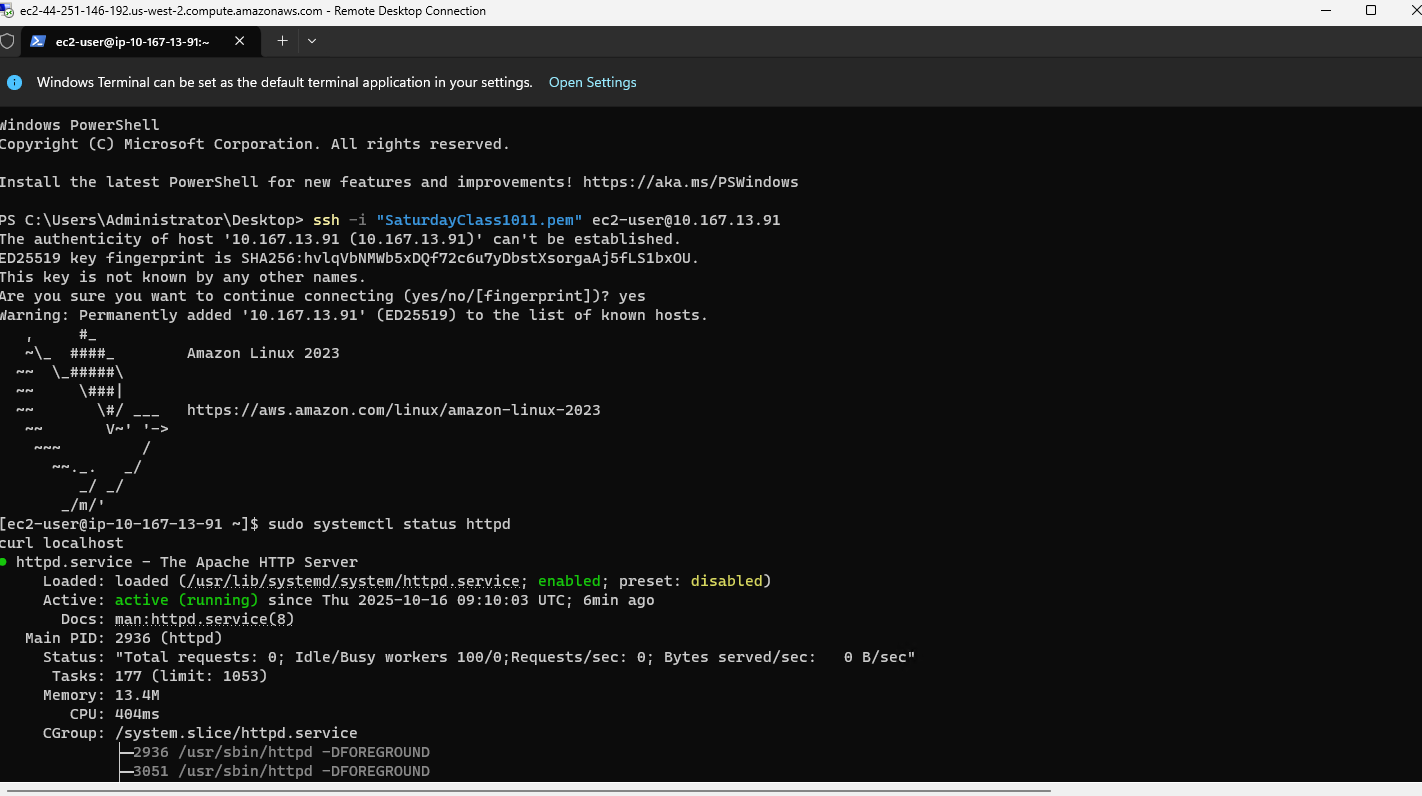 ec2-44-251-146-192.us-west-2.compute.amazonaws.com - Remote Desktop Connection
ec2-user@ip-10-167-13-91:~
Windows Terminal can be set as the default terminal application in your settings. Open Settings
Windows PowerShell
Copyright (C) Microsoft Corporation. All rights reserved.
Install the latest PowerShell for new features and improvements! https://aka.ms/PSWindows
PS C:\Users\Administrator\Desktop> ssh -i "SaturdayClass1011.pem" ec2-user@10.167.13.91
The authenticity of host '10.167.13.91 (10.167.13.91)' can't be established.
ED25519 key fingerprint is SHA256:hvlqVbNMWb5xDQf72c6u7yDbstXsorgaAj5fLS1bxOU.
This key is not known by any other names.
Are you sure you want to continue connecting (yes/no/[fingerprint])? yes
Warning: Permanently added '10.167.13.91' (ED25519) to the list of known hosts.
   ,     #_
   ~\_  ####_        Amazon Linux 2023
  ~~  \_#####\
  ~~     \###|
  ~~       \#/ ___   https://aws.amazon.com/linux/amazon-linux-2023
   ~~       V~' '->
    ~~~         /
      ~~._.   _/
         _/ _/
       _/m/'
[ec2-user@ip-10-167-13-91 ~]$ sudo systemctl status httpd
curl localhost
● httpd.service - The Apache HTTP Server
     Loaded: loaded (/usr/lib/systemd/system/httpd.service; enabled; preset: disabled)
     Active: active (running) since Thu 2025-10-16 09:10:03 UTC; 6min ago
       Docs: man:httpd.service(8)
   Main PID: 2936 (httpd)
     Status: "Total requests: 0; Idle/Busy workers 100/0;Requests/sec: 0; Bytes served/sec:   0 B/sec"
      Tasks: 177 (limit: 1053)
     Memory: 13.4M
        CPU: 404ms
     CGroup: /system.slice/httpd.service
             ├─2936 /usr/sbin/httpd -DFOREGROUND
             ├─3051 /usr/sbin/httpd -DFOREGROUND